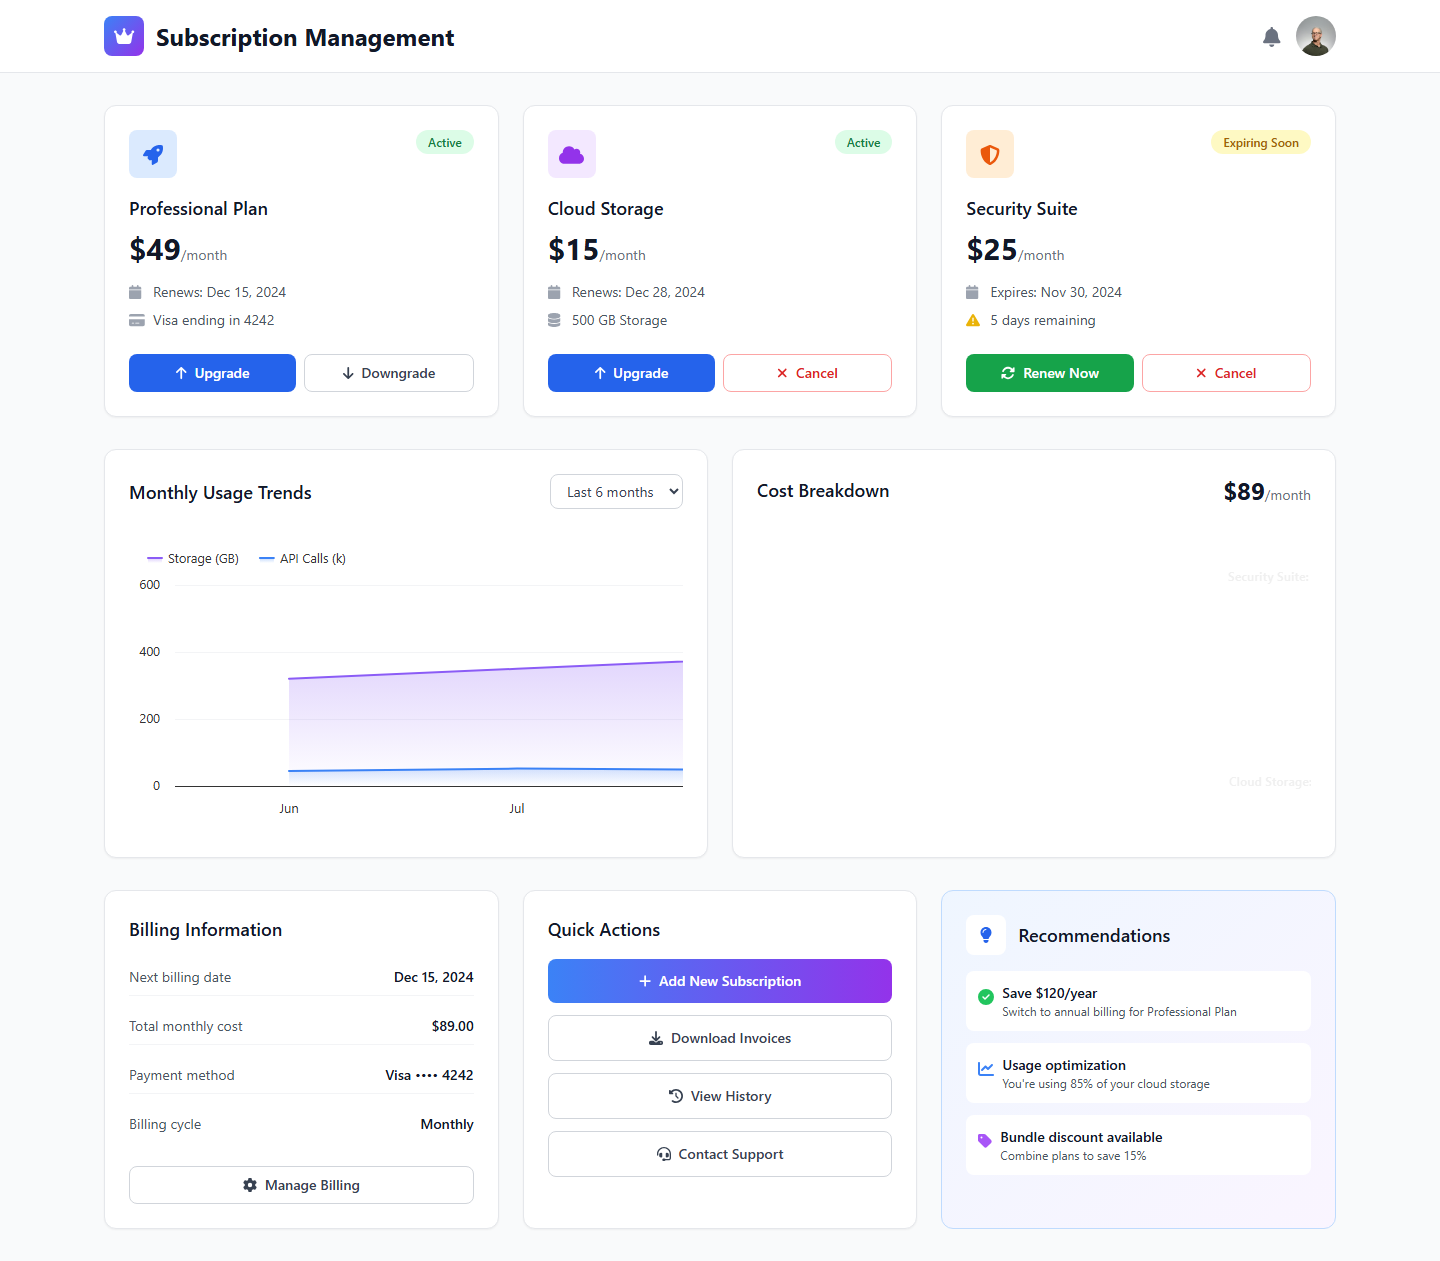 Subscription Management
Active
Professional Plan
$49/month
Renews: Dec 15, 2024
Visa ending in 4242
Upgrade
Downgrade
Active
Cloud Storage
$15/month
Renews: Dec 28, 2024
500 GB Storage
Upgrade
Cancel
Expiring Soon
Security Suite
$25/month
Expires: Nov 30, 2024
5 days remaining
Renew Now
Cancel
Monthly Usage Trends
Last 6 months
Storage (GB)
API Calls (k)
600
400
200
0
Jun
Jul
Cost Breakdown
$89/month
Security Suite:
Cloud Storage:
Billing Information
Next billing date
Dec 15, 2024
Total monthly cost
$89.00
Payment method
Visa •••• 4242
Billing cycle
Monthly
Manage Billing
Quick Actions
Add New Subscription
Download Invoices
View History
Contact Support
Recommendations
Save $120/year
Switch to annual billing for Professional Plan
Usage optimization
You're using 85% of your cloud storage
Bundle discount available
Combine plans to save 15%